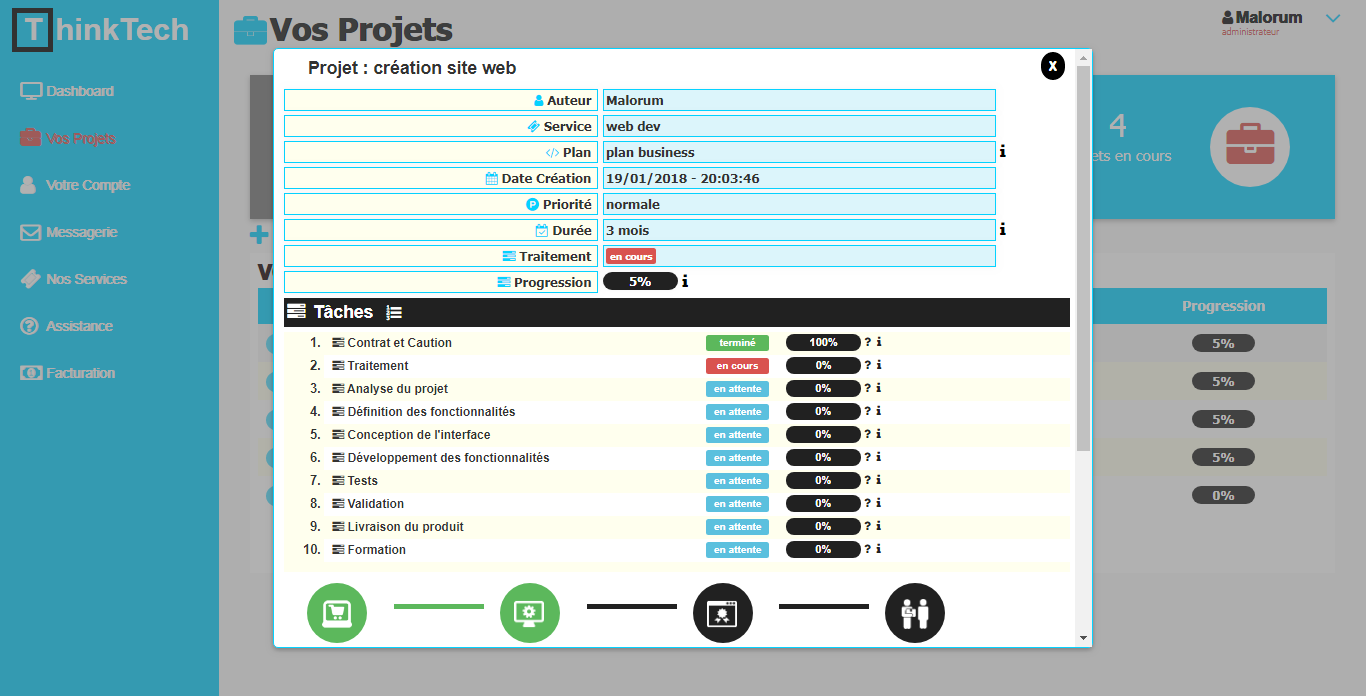 ThinkTech
Vos Projets
Malorum
administrateur
Dashboard
Vos Projets
Votre Compte
Messagerie
Nos Services
Assistance
Facturation
4
ets en cours
Progression
5%
5%
5%
5%
0%
Projet : création site web
X
Auteur Malorum
Service web dev
Plan plan business
Date Création 19/01/2018 - 20:03:46
Priorité normale
Durée 3 mois
Traitement en cours
Progression 5%
Tâches
1. Contrat et Caution terminé 100% ?
2. Traitement en cours 0% ?
3. Analyse du projet en attente 0% ?
4. Définition des fonctionnalités en attente 0% ?
5. Conception de l'interface en attente 0% ?
6. Développement des fonctionnalités en attente 0% ?
7. Tests en attente 0% ?
8. Validation en attente 0% ?
9. Livraison du produit en attente 0% ?
10. Formation en attente 0% ?